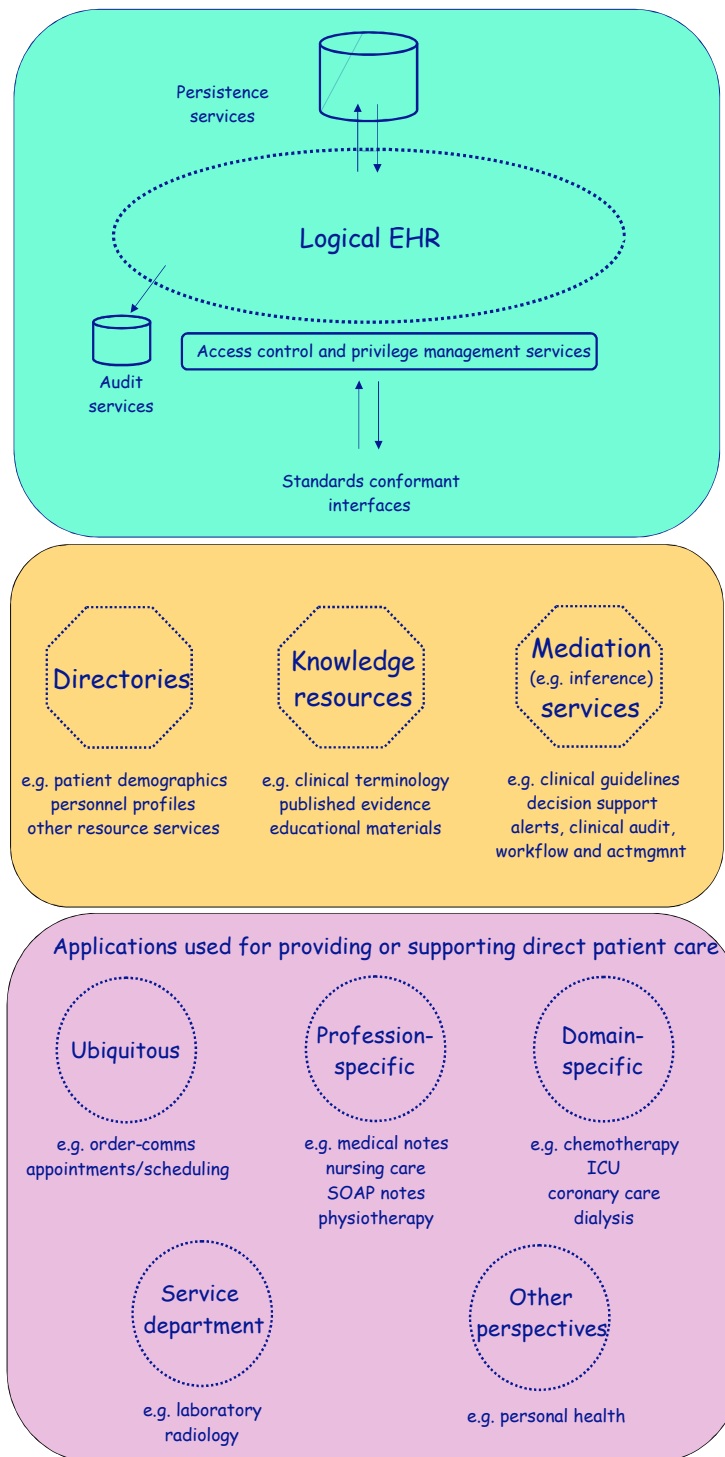 Persistence
services
Logical EHR
Access control and privilege management services
Audit
services
Standards conformant
interfaces
Directories
e.g. patient demographics
personnel profiles
other resource services
Knowledge
resources
e.g. clinical terminology
published evidence
educational materials
Mediation
(e.g. inference)
services
e.g. clinical guidelines
decision support
alerts, clinical audit,
workflow and actmgmnt
Applications used for providing or supporting direct patient care
Ubiquitous
e.g. order-comms
appointments/scheduling
Profession-
specific
e.g. medical notes
nursing care
SOAP notes
physiotherapy
Domain-
specific
e.g. chemotherapy
ICU
coronary care
dialysis
Service
department
e.g. laboratory
radiology
Other
perspectives
e.g. personal health